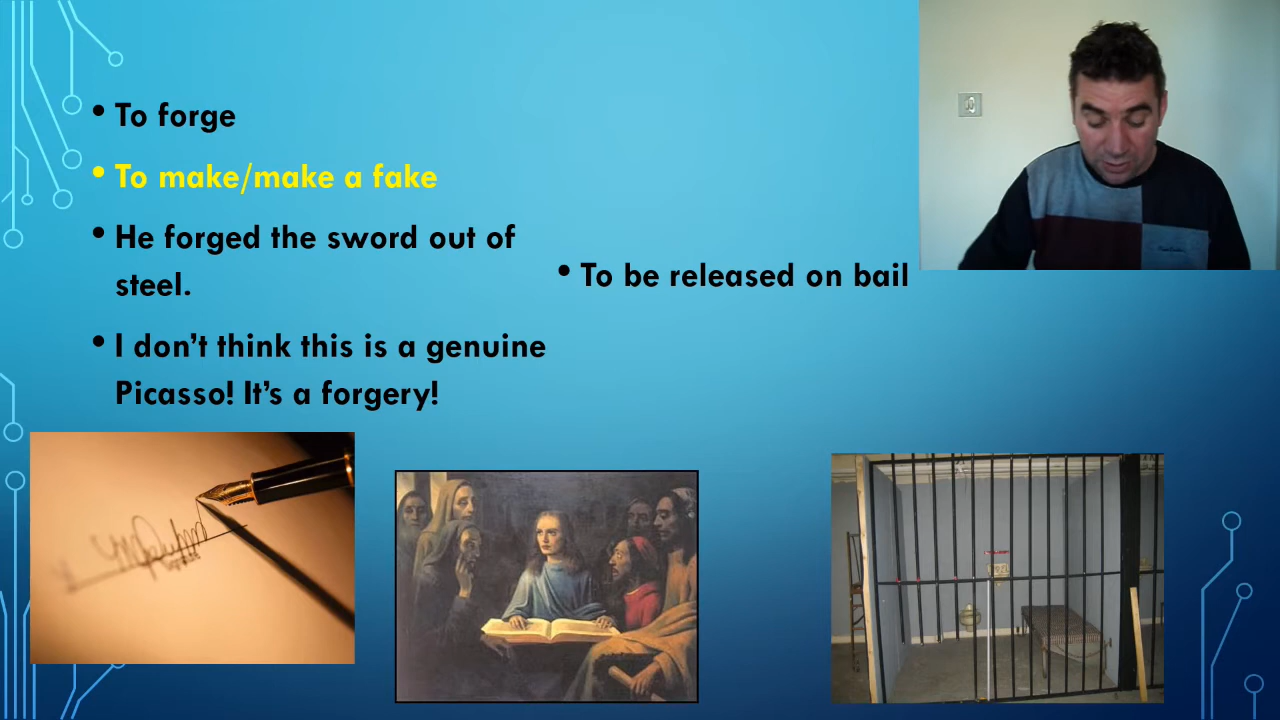 To forge
To make/make a fake
He forged the sword out of
steel.
I don't think this is a genuine
Picasso! It's a forgery!
To be released on bail